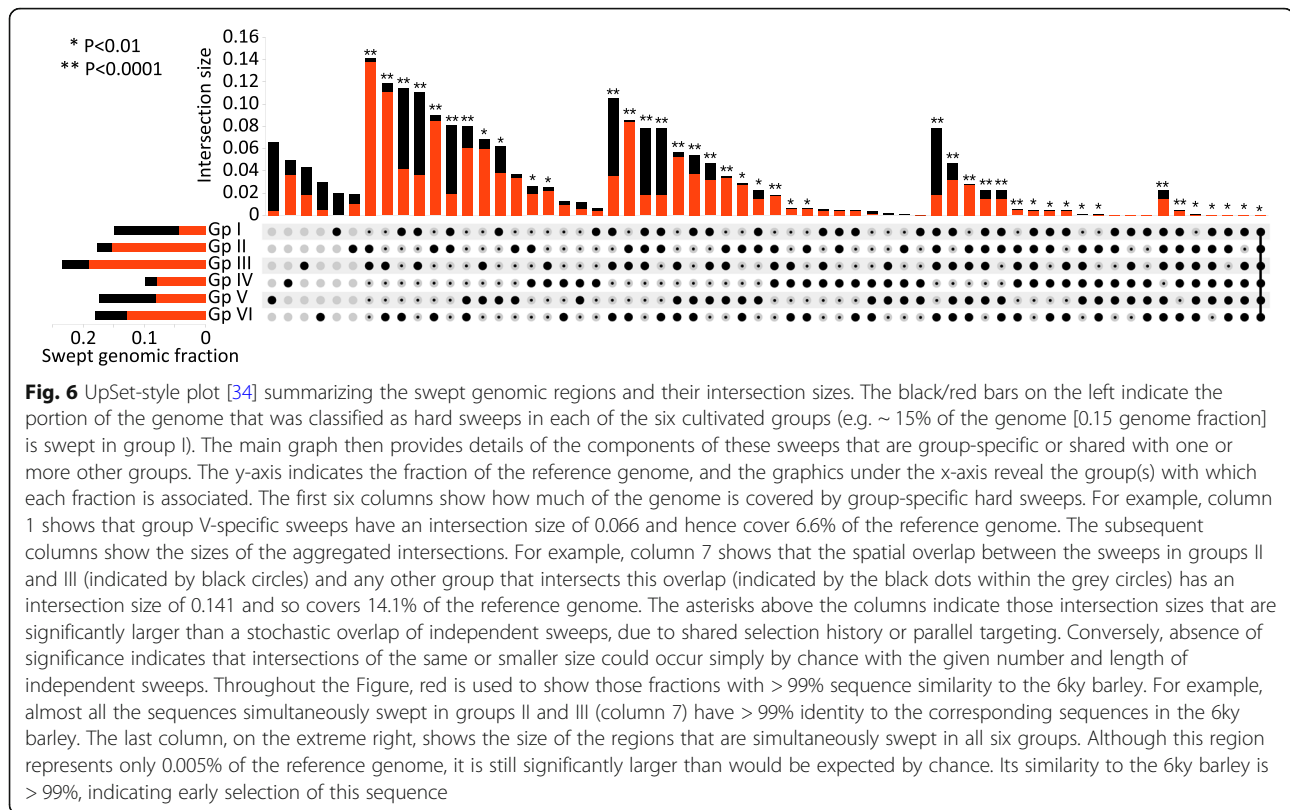 * P<0.01
** P<0.0001
Intersection size
0.16
0.16
0.14
0.12
0.10
0.08
0.06
0.04
0.02
0
** ** ** ** ** ** ** * * * * ** ** ** ** ** ** ** ** * * ** * * ** ** ** ** ** ** * * * * * ** * * * * * *
Gp I
Gp II
Gp III
Gp IV
Gp V
Gp VI
0.2 0.1 0
Swept genomic fraction
Fig. 6 UpSet-style plot [34] summarizing the swept genomic regions and their intersection sizes. The black/red bars on the left indicate the
portion of the genome that was classified as hard sweeps in each of the six cultivated groups (e.g. ~ 15% of the genome [0.15 genome fraction]
is swept in group I). The main graph then provides details of the components of these sweeps that are group-specific or shared with one or
more other groups. The y-axis indicates the fraction of the reference genome, and the graphics under the x-axis reveal the group(s) with which
each fraction is associated. The first six columns show how much of the genome is covered by group-specific hard sweeps. For example, column
1 shows that group V-specific sweeps have an intersection size of 0.066 and hence cover 6.6% of the reference genome. The subsequent
columns show the sizes of the aggregated intersections. For example, column 7 shows that the spatial overlap between the sweeps in groups II
and III (indicated by black circles) and any other group that intersects this overlap (indicated by the black dots within the grey circles) has an
intersection size of 0.141 and so covers 14.1% of the reference genome. The asterisks above the columns indicate those intersection sizes that are
significantly larger than a stochastic overlap of independent sweeps, due to shared selection history or parallel targeting. Conversely, absence of
significance indicates that intersections of the same or smaller size could occur simply by chance with the given number and length of
independent sweeps. Throughout the Figure, red is used to show those fractions with > 99% sequence similarity to the 6ky barley. For example,
almost all the sequences simultaneously swept in groups II and III (column 7) have > 99% identity to the corresponding sequences in the 6ky
barley. The last column, on the extreme right, shows the size of the regions that are simultaneously swept in all six groups. Although this region
represents only 0.005% of the reference genome, it is still significantly larger than would be expected by chance. Its similarity to the 6ky barley is
> 99%, indicating early selection of this sequence